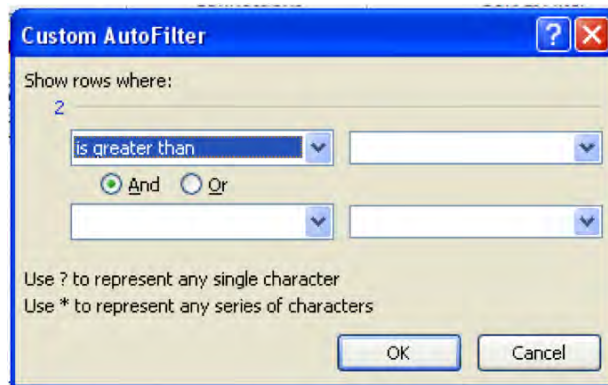 Custom AutoFilter
Show rows where:
2
is greater than
And Or
Use ? to represent any single character
Use * to represent any series of characters
OK Cancel